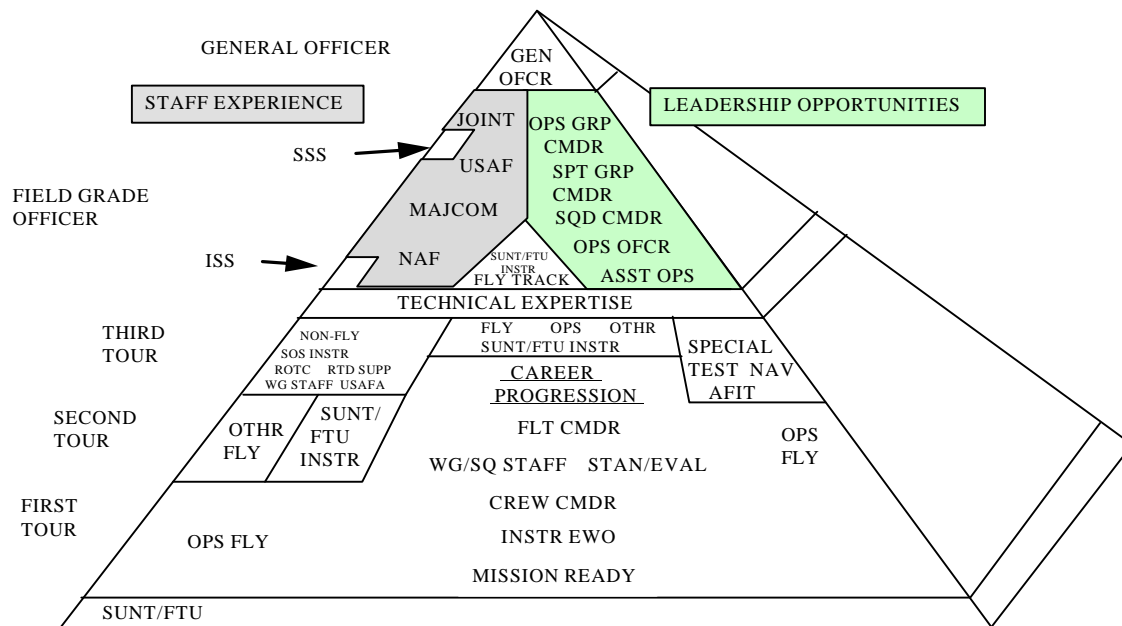 GENERAL OFFICER
GEN
OFCR
STAFF EXPERIENCE
LEADERSHIP OPPORTUNITIES
JOINT
SSS
USAF
MAJCOM
NAF
OPS GRP
CMDR
SPT GRP
CMDR
SQD CMDR
OPS OFCR
ASST OPS
FIELD GRADE
OFFICER
ISS
SUNT/FTU
INSTR
FLY TRACK
TECHNICAL EXPERTISE
THIRD
TOUR
NON-FLY
SOS INSTR
ROTC RTD SUPP
WG STAFF USAFA
FLY OPS OTHR
SUNT/FTU INSTR
SPECIAL
TEST NAV
AFIT
CAREER
PROGRESSION
SECOND
TOUR
OTHR
FLY
SUNT/
FTU
INSTR
FLT CMDR
OPS
FLY
WG/SQ STAFF STAN/EVAL
FIRST
TOUR
CREW CMDR
OPS FLY
INSTR EWO
MISSION READY
SUNT/FTU